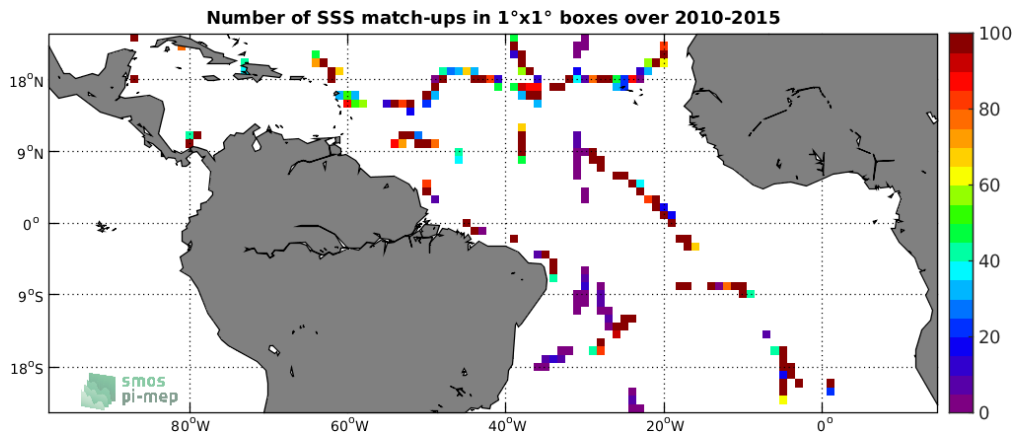 Number of SSS match-ups in 1°x1° boxes over 2010-2015
18°N
9°N
0°
9°S
18°S
80°W
60°W
40°W
20°W
0°
100
80
60
40
20
0
smos
pi-mep